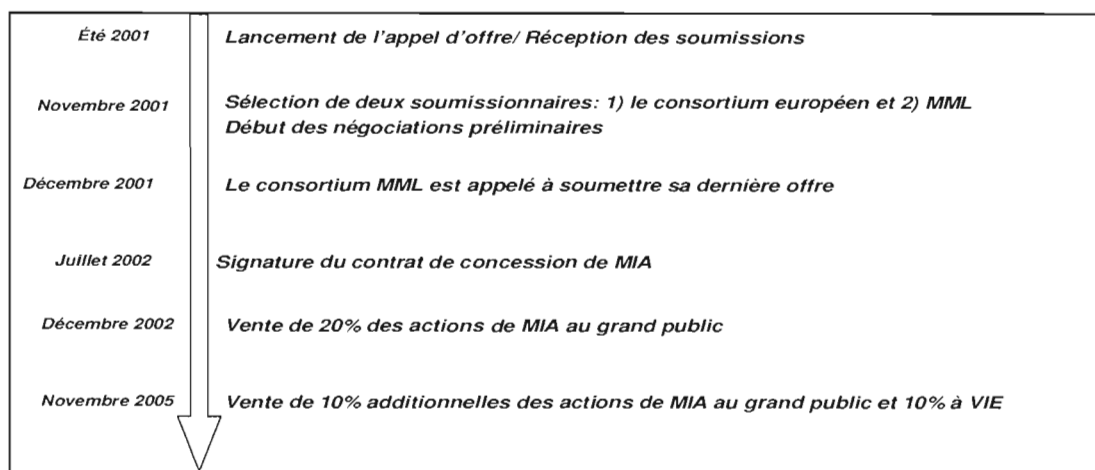 Été 2001 Lancement de l'appel d'offre/ Réception des soumissions
Novembre 2001 Sélection de deux soumissionnaires: 1) le consortium européen et 2) MML
Début des négociations préliminaires
Décembre 2001 Le consortium MML est appelé à soumettre sa dernière offre
Juillet 2002 Signature du contrat de concession de MIA
Décembre 2002 Vente de 20% des actions de MIA au grand public
Novembre 2005 Vente de 10% additionnelles des actions de MIA au grand public et 10% à VIE